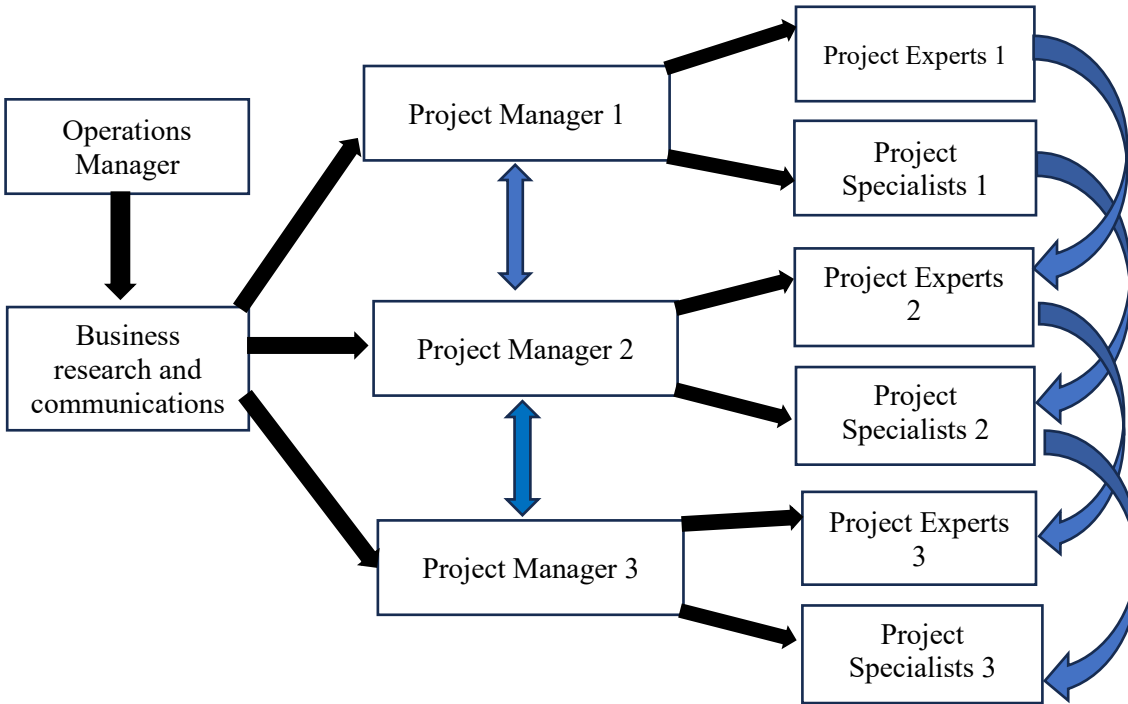 Operations
Manager
Business
research and
communications
Project Manager 1
Project Manager 2
Project Manager 3
Project Experts 1
Project
Specialists 1
Project Experts
2
Project
Specialists 2
Project Experts
3
Project
Specialists 3